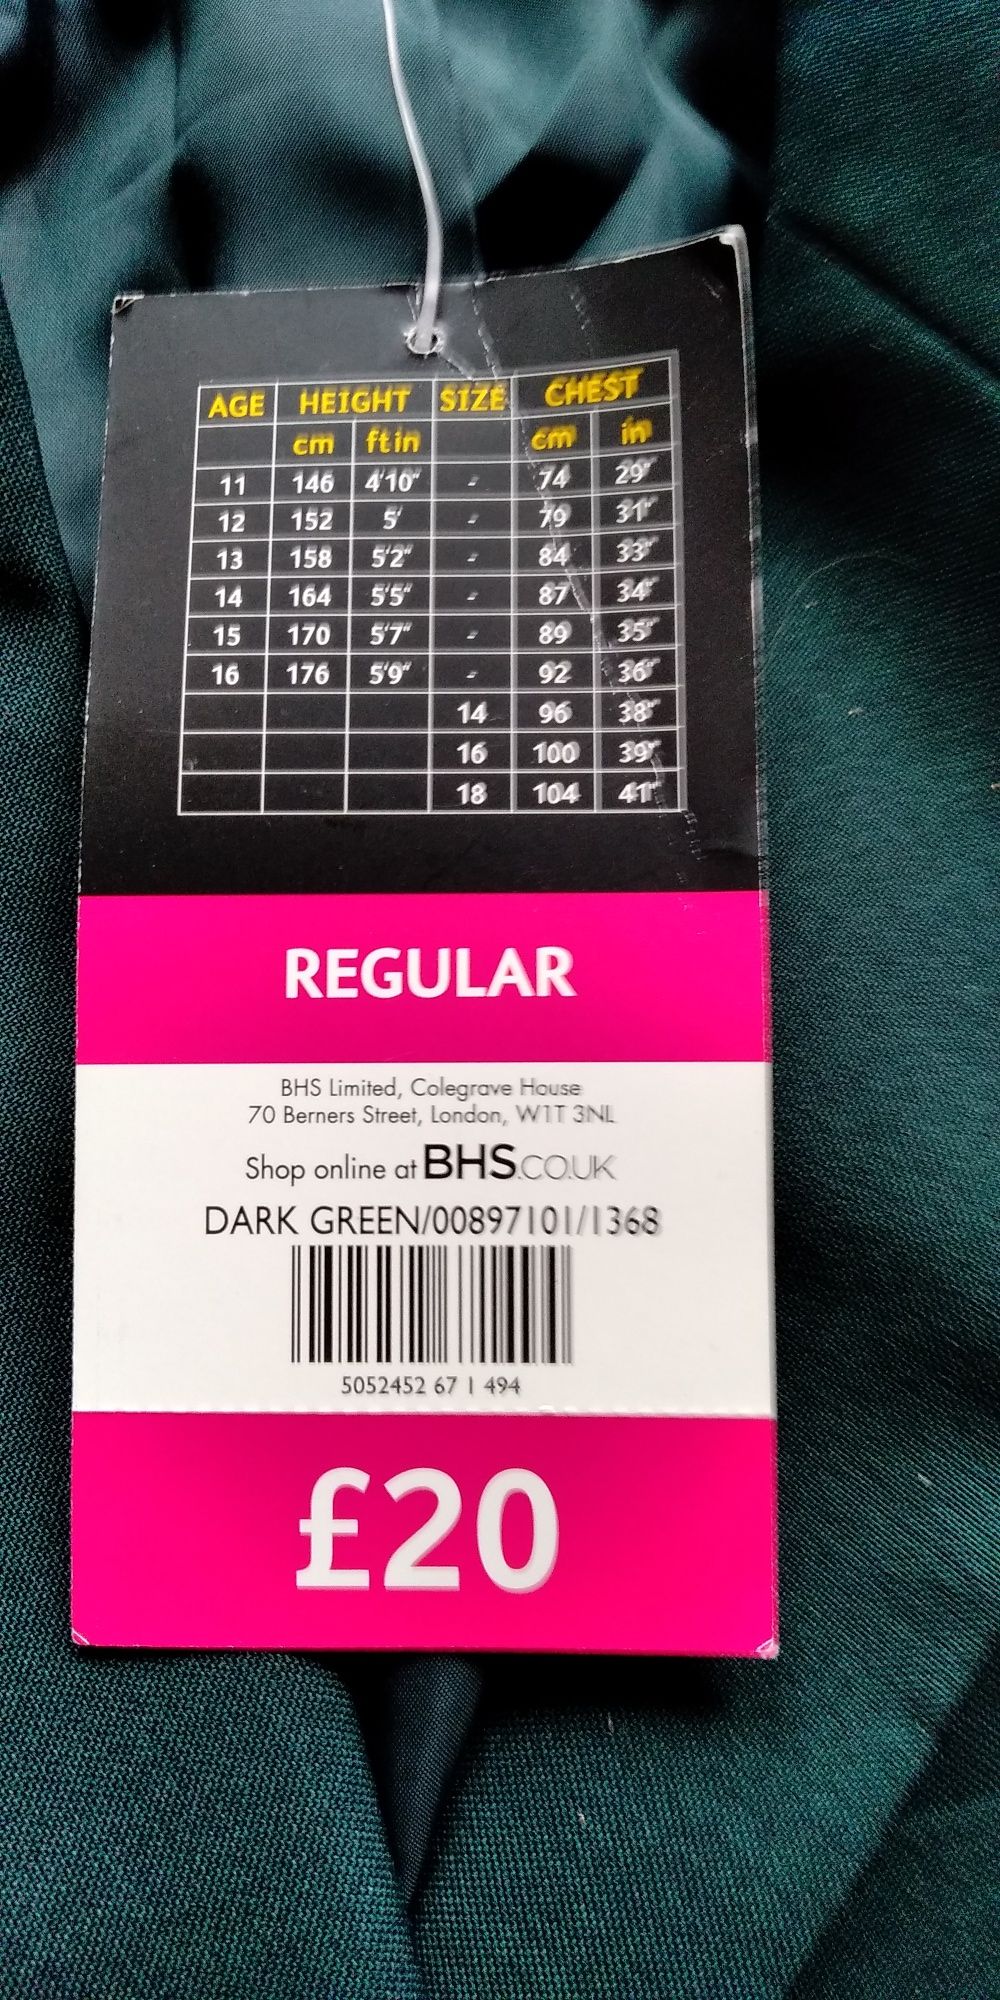 AGE HEIGHT SIZE CHEST
cm ft in cm in
11 146 4'10" - 74 29"
12 152 5' - 79 31"
13 158 5'2" - 84 33"
14 164 5'5" - 87 34"
15 170 5'7" - 89 35"
16 176 5'9" - 92 36"
14 96 38"
16 100 39"
18 104 41"
REGULAR
BHS Limited, Colegrave House
70 Berners Street, London, W1T 3NL
Shop online at BHS.CO.UK
DARK GREEN/00897101/1368
5052452 67 1 494
£20